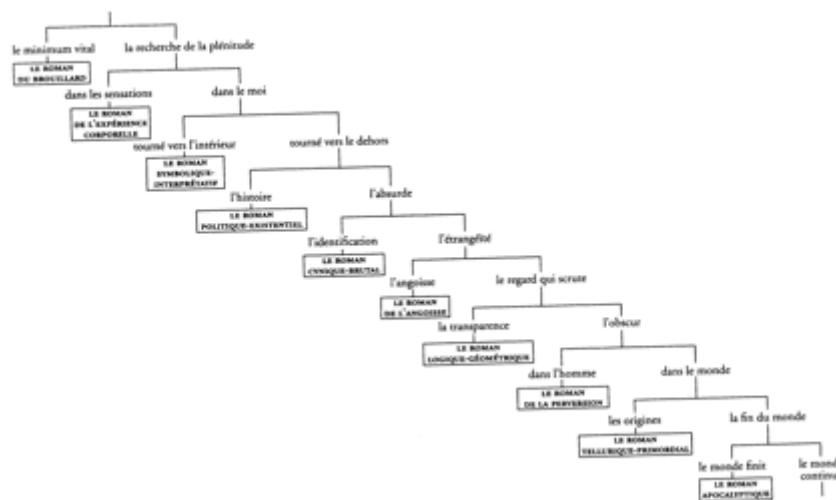 le minimum vital
la recherche de la plénitude
LE ROMAN
DU BROUILLARD
dans les sensations
dans le moi
LE ROMAN
DE L'EXPÉRIENCE
CORPORELLE
tourné vers l'intérieur
tourné vers le dehors
LE ROMAN
SYMBOLIQUE-
INTERPRÉTATIF
l'histoire
l'absurde
LE ROMAN
POLITIQUE-EXISTENTIEL
l'identification
l'étrangéité
LE ROMAN
CYNIQUE-BRUTAL
l'angoisse
le regard qui scrute
LE ROMAN
DE L'ANGOISSE
la transparence
l'obscur
LE ROMAN
LOGIQUE-GÉOMÉTRIQUE
dans l'homme
dans le monde
LE ROMAN
DE LA PERVERSION
les origines
la fin du monde
LE ROMAN
TELLURIQUE-PRIMORDIAL
le monde finit
le mond
continu
LE ROMAN
APOCALYPTIQUE